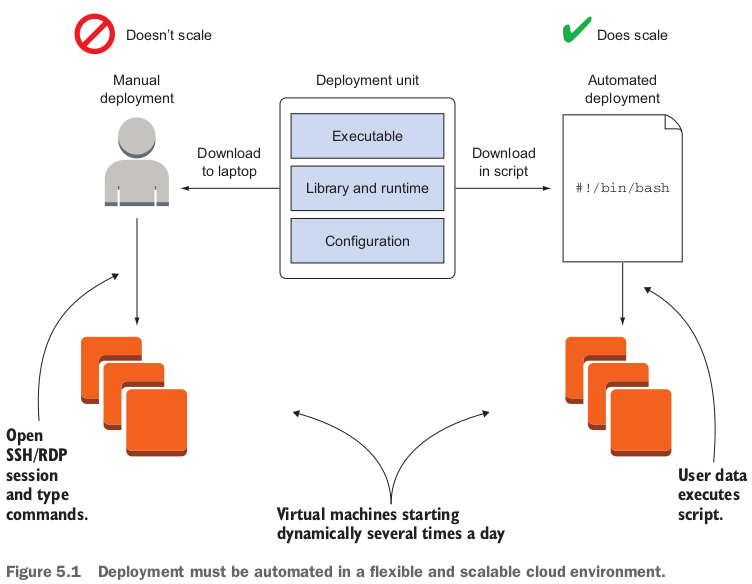 Doesn't scale
Does scale
Manual
deployment
Deployment unit
Automated
deployment
Executable
Library and runtime
Configuration
Download
to laptop
Download
in script
#!/bin/bash
Open
SSH/RDP
session
and type
commands.
Virtual machines starting
dynamically several times a day
User data
executes
script.
Figure 5.1 Deployment must be automated in a flexible and scalable cloud environment.